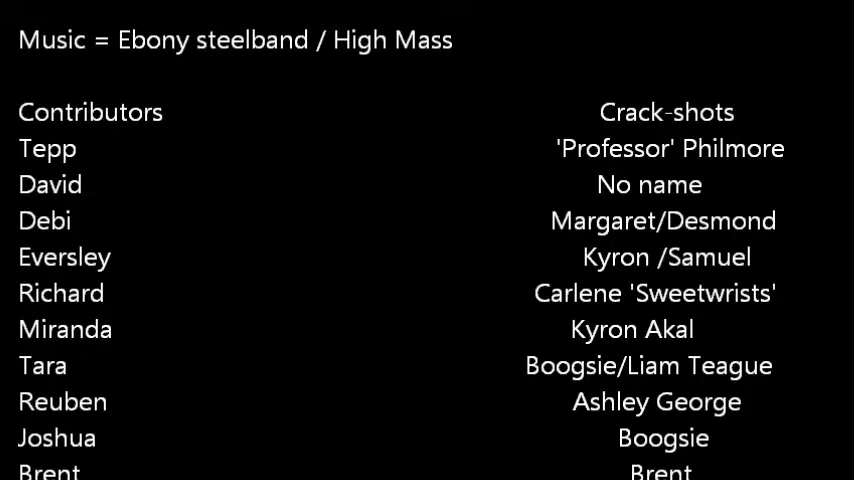 Music = Ebony steelband / High Mass
Contributors Crack-shots
Tepp 'Professor' Philmore
David No name
Debi Margaret/Desmond
Eversley Kyron /Samuel
Richard Carlene 'Sweetwrists'
Miranda Kyron Akal
Tara Boogsie/Liam Teague
Reuben Ashley George
Joshua Boogsie
Brent Brent